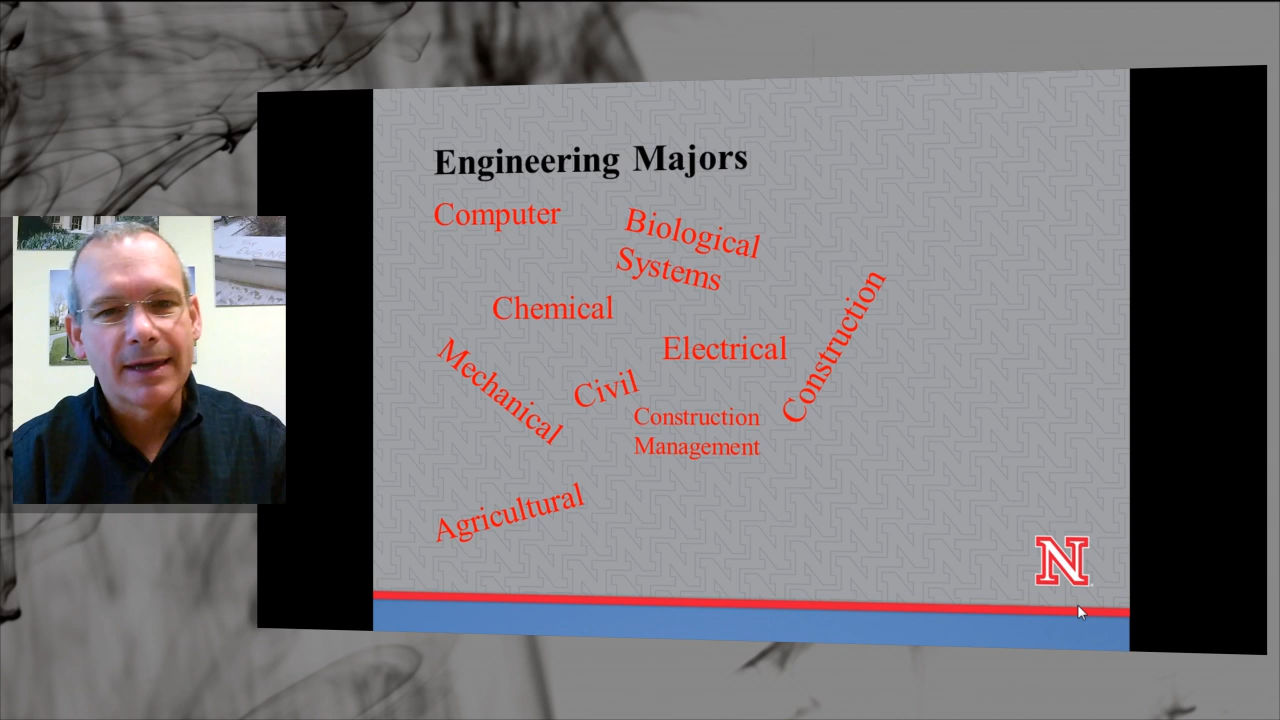 Engineering Majors
Computer
Biological
Systems
Chemical
Electrical
Construction
Mechanical
Civil
Construction
Management
Agricultural
N